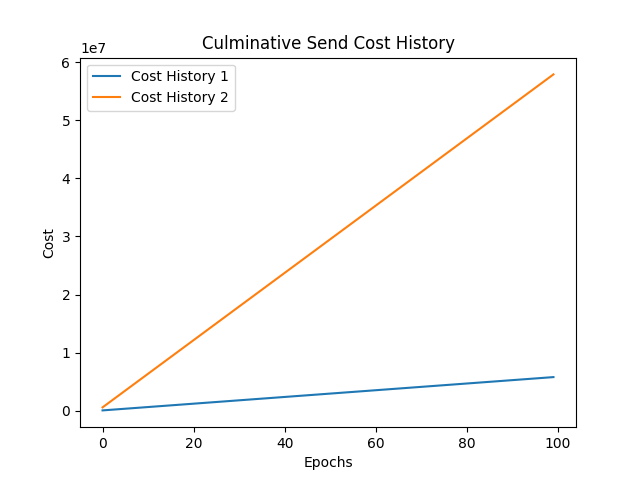 Culminative Send Cost History
1e7
Cost History 1
Cost History 2
6
5
4
3
2
1
0
Cost
0 20 40 60 80 100
Epochs